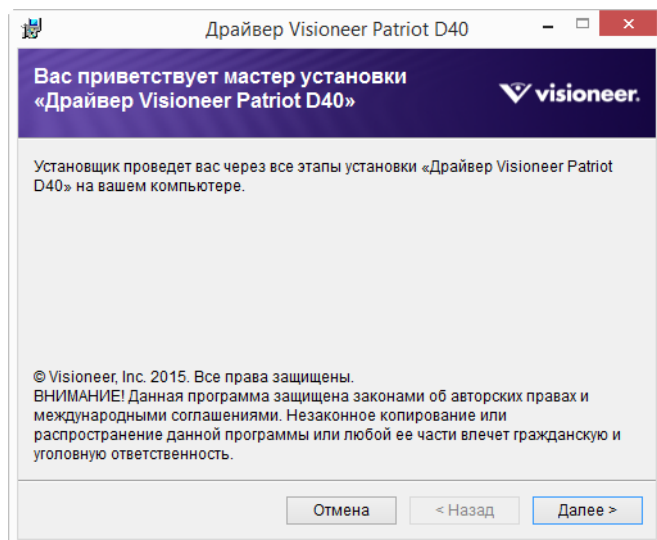 Драйвер Visioneer Patriot D40
Вас приветствует мастер установки
«Драйвер Visioneer Patriot D40»
visioneer.
Установщик проведет вас через все этапы установки «Драйвер Visioneer Patriot
D40» на вашем компьютере.
© Visioneer, Inc. 2015. Все права защищены.
ВНИМАНИЕ! Данная программа защищена законами об авторских правах и
международными соглашениями. Незаконное копирование или
распространение данной программы или любой ее части влечет гражданскую и
уголовную ответственность.
Отмена
< Назад
Далее >